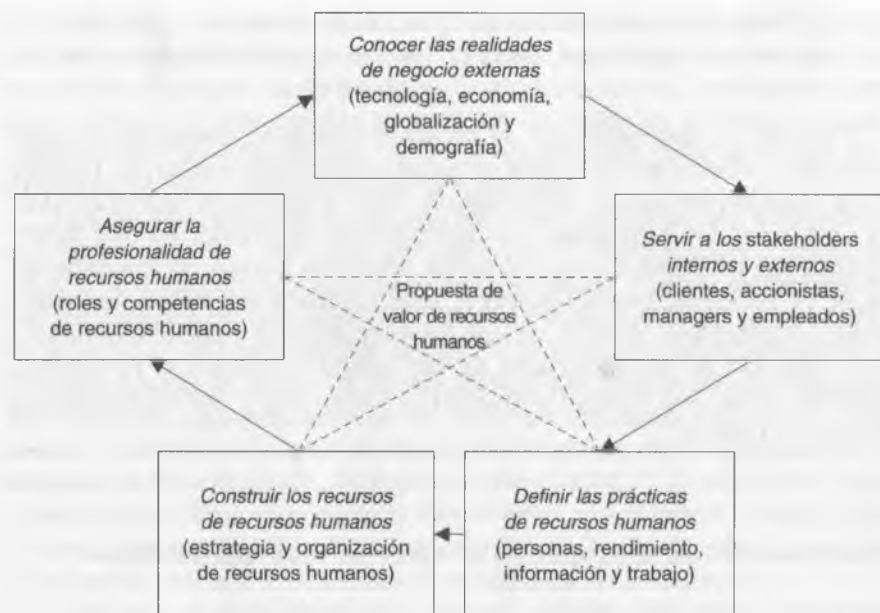 Conocer las realidades
de negocio externas
(tecnología, economía,
globalización y
demografía)
Servir a los stakeholders
internos y externos
(clientes, accionistas,
managers y empleados)
Definir las prácticas
de recursos humanos
(personas, rendimiento,
información y trabajo)
Construir los recursos
de recursos humanos
(estrategia y organización
de recursos humanos)
Asegurar la
profesionalidad de
recursos humanos
(roles y competencias
de recursos humanos)
Propuesta de
valor de recursos
humanos